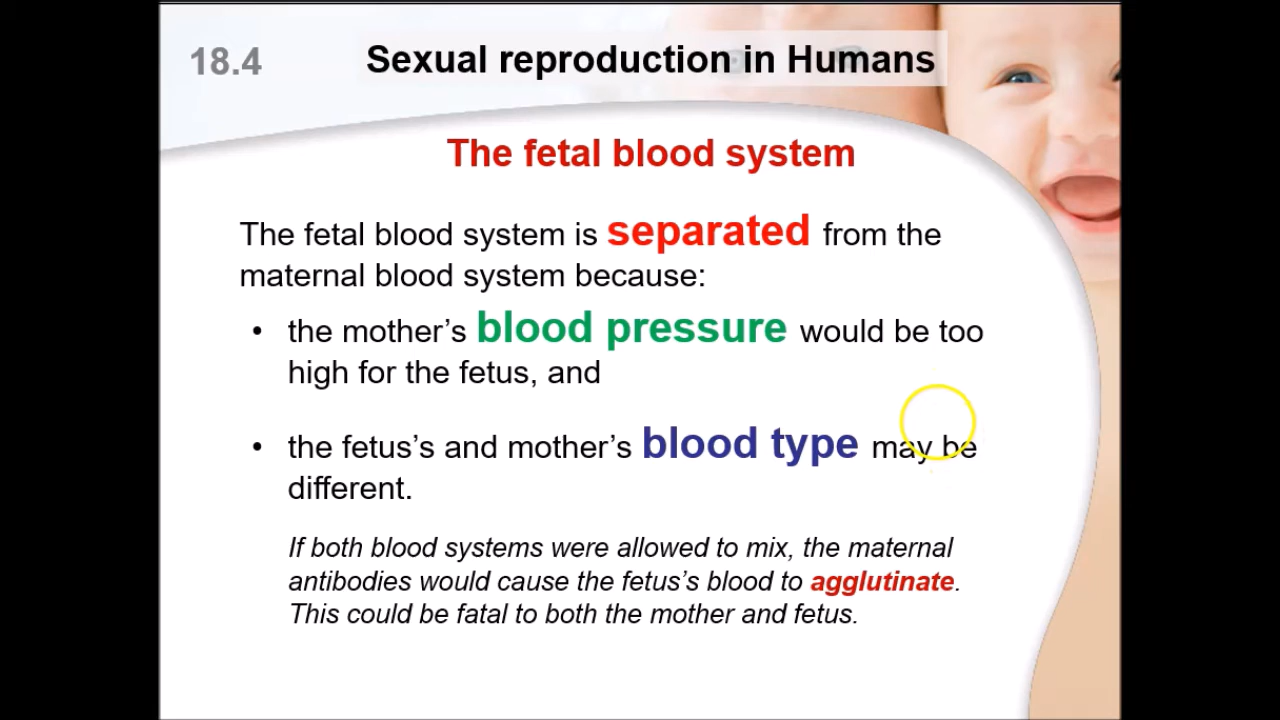 18.4 Sexual reproduction in Humans
The fetal blood system
The fetal blood system is separated from the
maternal blood system because:
• the mother’s blood pressure would be too
high for the fetus, and
• the fetus’s and mother’s blood type may be
different.
If both blood systems were allowed to mix, the maternal
antibodies would cause the fetus’s blood to agglutinate.
This could be fatal to both the mother and fetus.